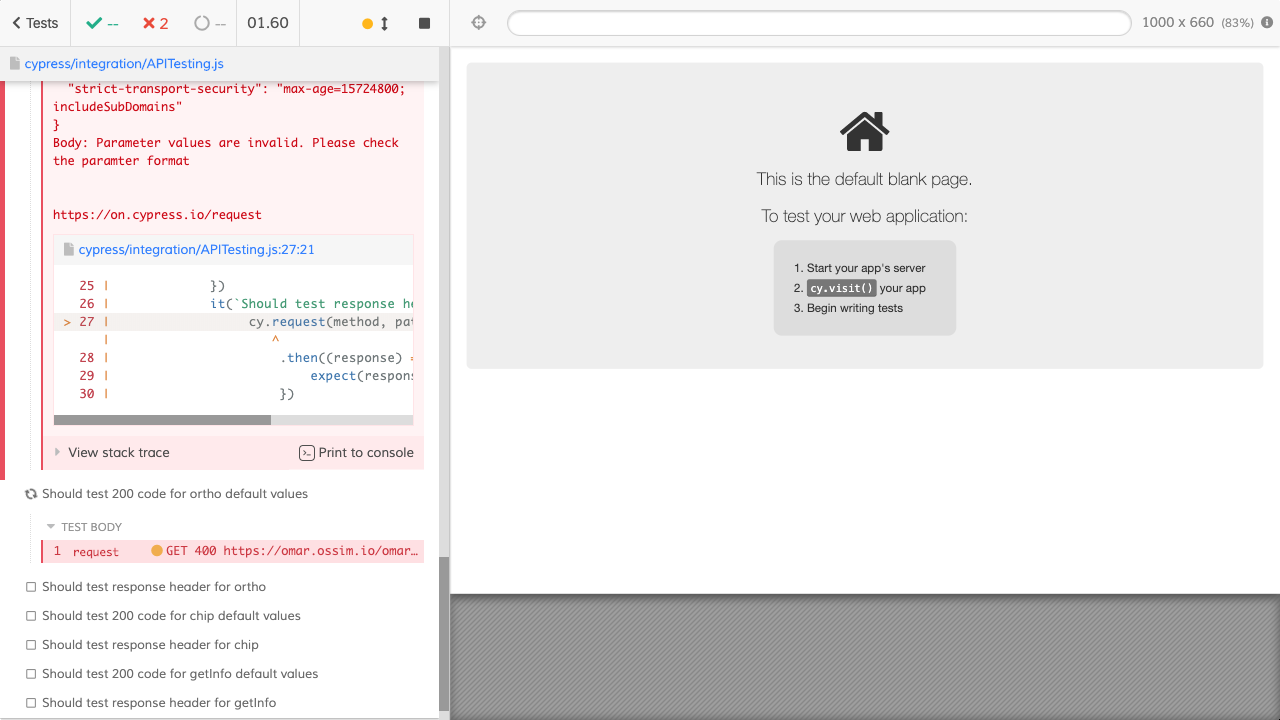 Tests
--
2
--
01.60
1000 x 660 (83%)
cypress/integration/APITesting.js
"strict-transport-security": "max-age=15724800;
includeSubDomains"
}
Body: Parameter values are invalid. Please check
the paramter format
https://on.cypress.io/request
cypress/integration/APITesting.js:27:21
25 | })
26 | it(`Should test response he
> 27 | cy.request(method, pat
| ^
28 | .then((response) =
29 | expect(respons
30 | })
View stack trace
Print to console
Should test 200 code for ortho default values
TEST BODY
1 request GET 400 https://omar.ossim.io/omar…
Should test response header for ortho
Should test 200 code for chip default values
Should test response header for chip
Should test 200 code for getInfo default values
Should test response header for getInfo
This is the default blank page.
To test your web application:
1. Start your app's server
2. cy.visit() your app
3. Begin writing tests